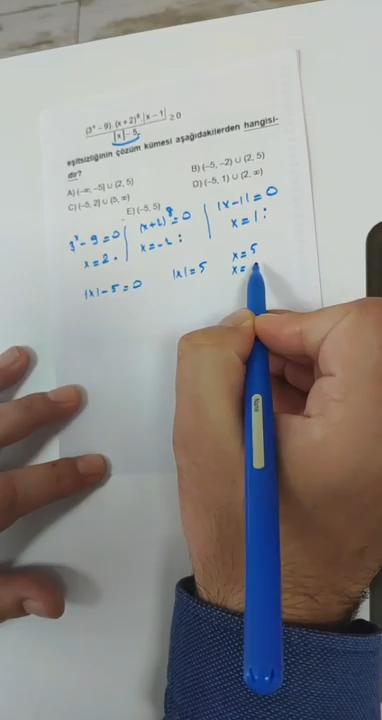 (3ˣ – 9). (x + 2)⁸. |x – 1|
|x| – 5 ≥ 0
eşitsizliğinin çözüm kümesi aşağıdakilerden hangisi-
dir?
A) (-∞, -5] ∪ (2, 5)
B) (-5, -2) ∪ (2, 5)
C) (-5, 2] ∪ (5, ∞)
D) (-5, 1) ∪ (2, ∞)
E) (-5, 5)
3ˣ - 9 = 0
x = 2 .
(x+2)⁸ = 0
x = -2 :
|x - 1| = 0
x = 1 :
|x| - 5 = 0
|x| = 5
x = 5
x =